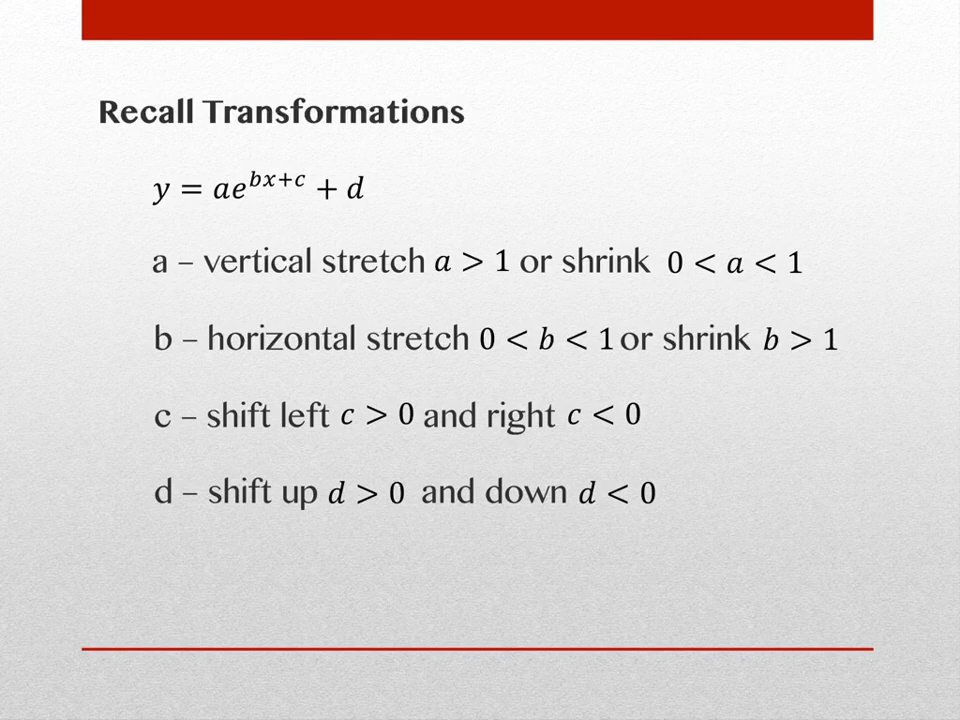 Recall Transformations
y = ae^{bx+c} + d
a – vertical stretch a > 1 or shrink 0 < a < 1
b – horizontal stretch 0 < b < 1 or shrink b > 1
c – shift left c > 0 and right c < 0
d – shift up d > 0 and down d < 0